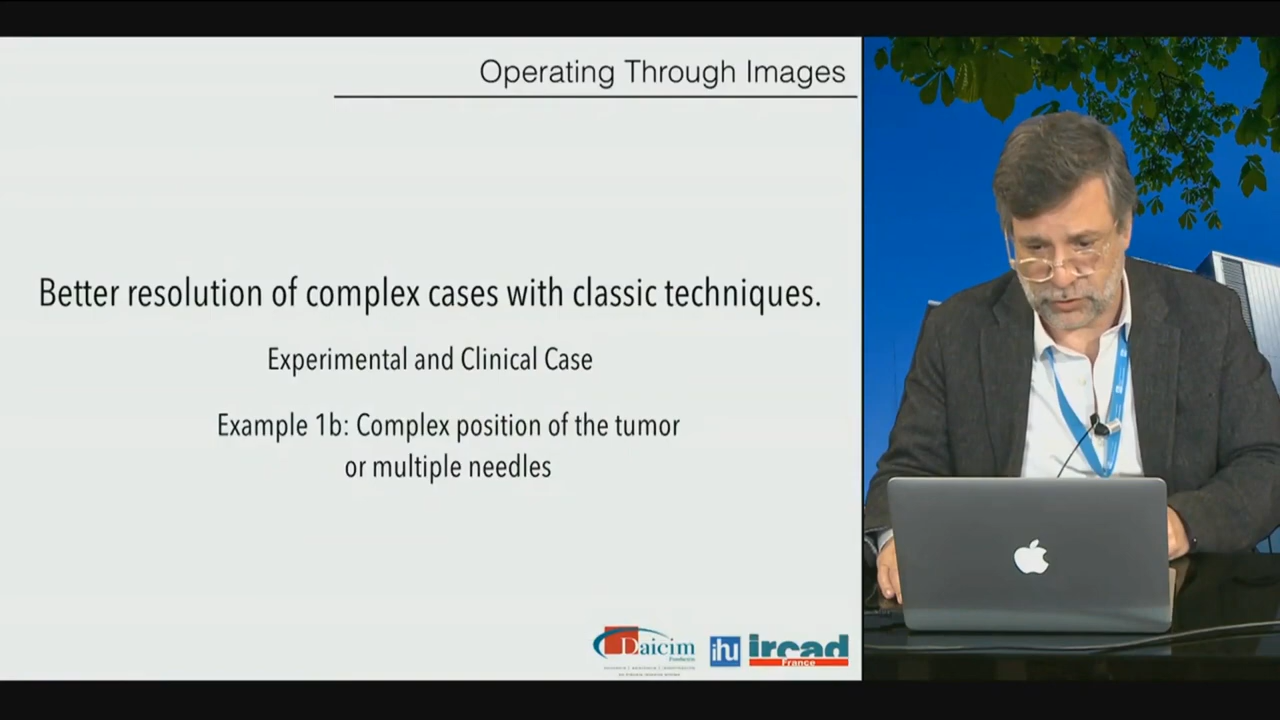 Operating Through Images
Better resolution of complex cases with classic techniques.
Experimental and Clinical Case
Example 1b: Complex position of the tumor
or multiple needles
Daicim
Fundación
ihu
ircad
France